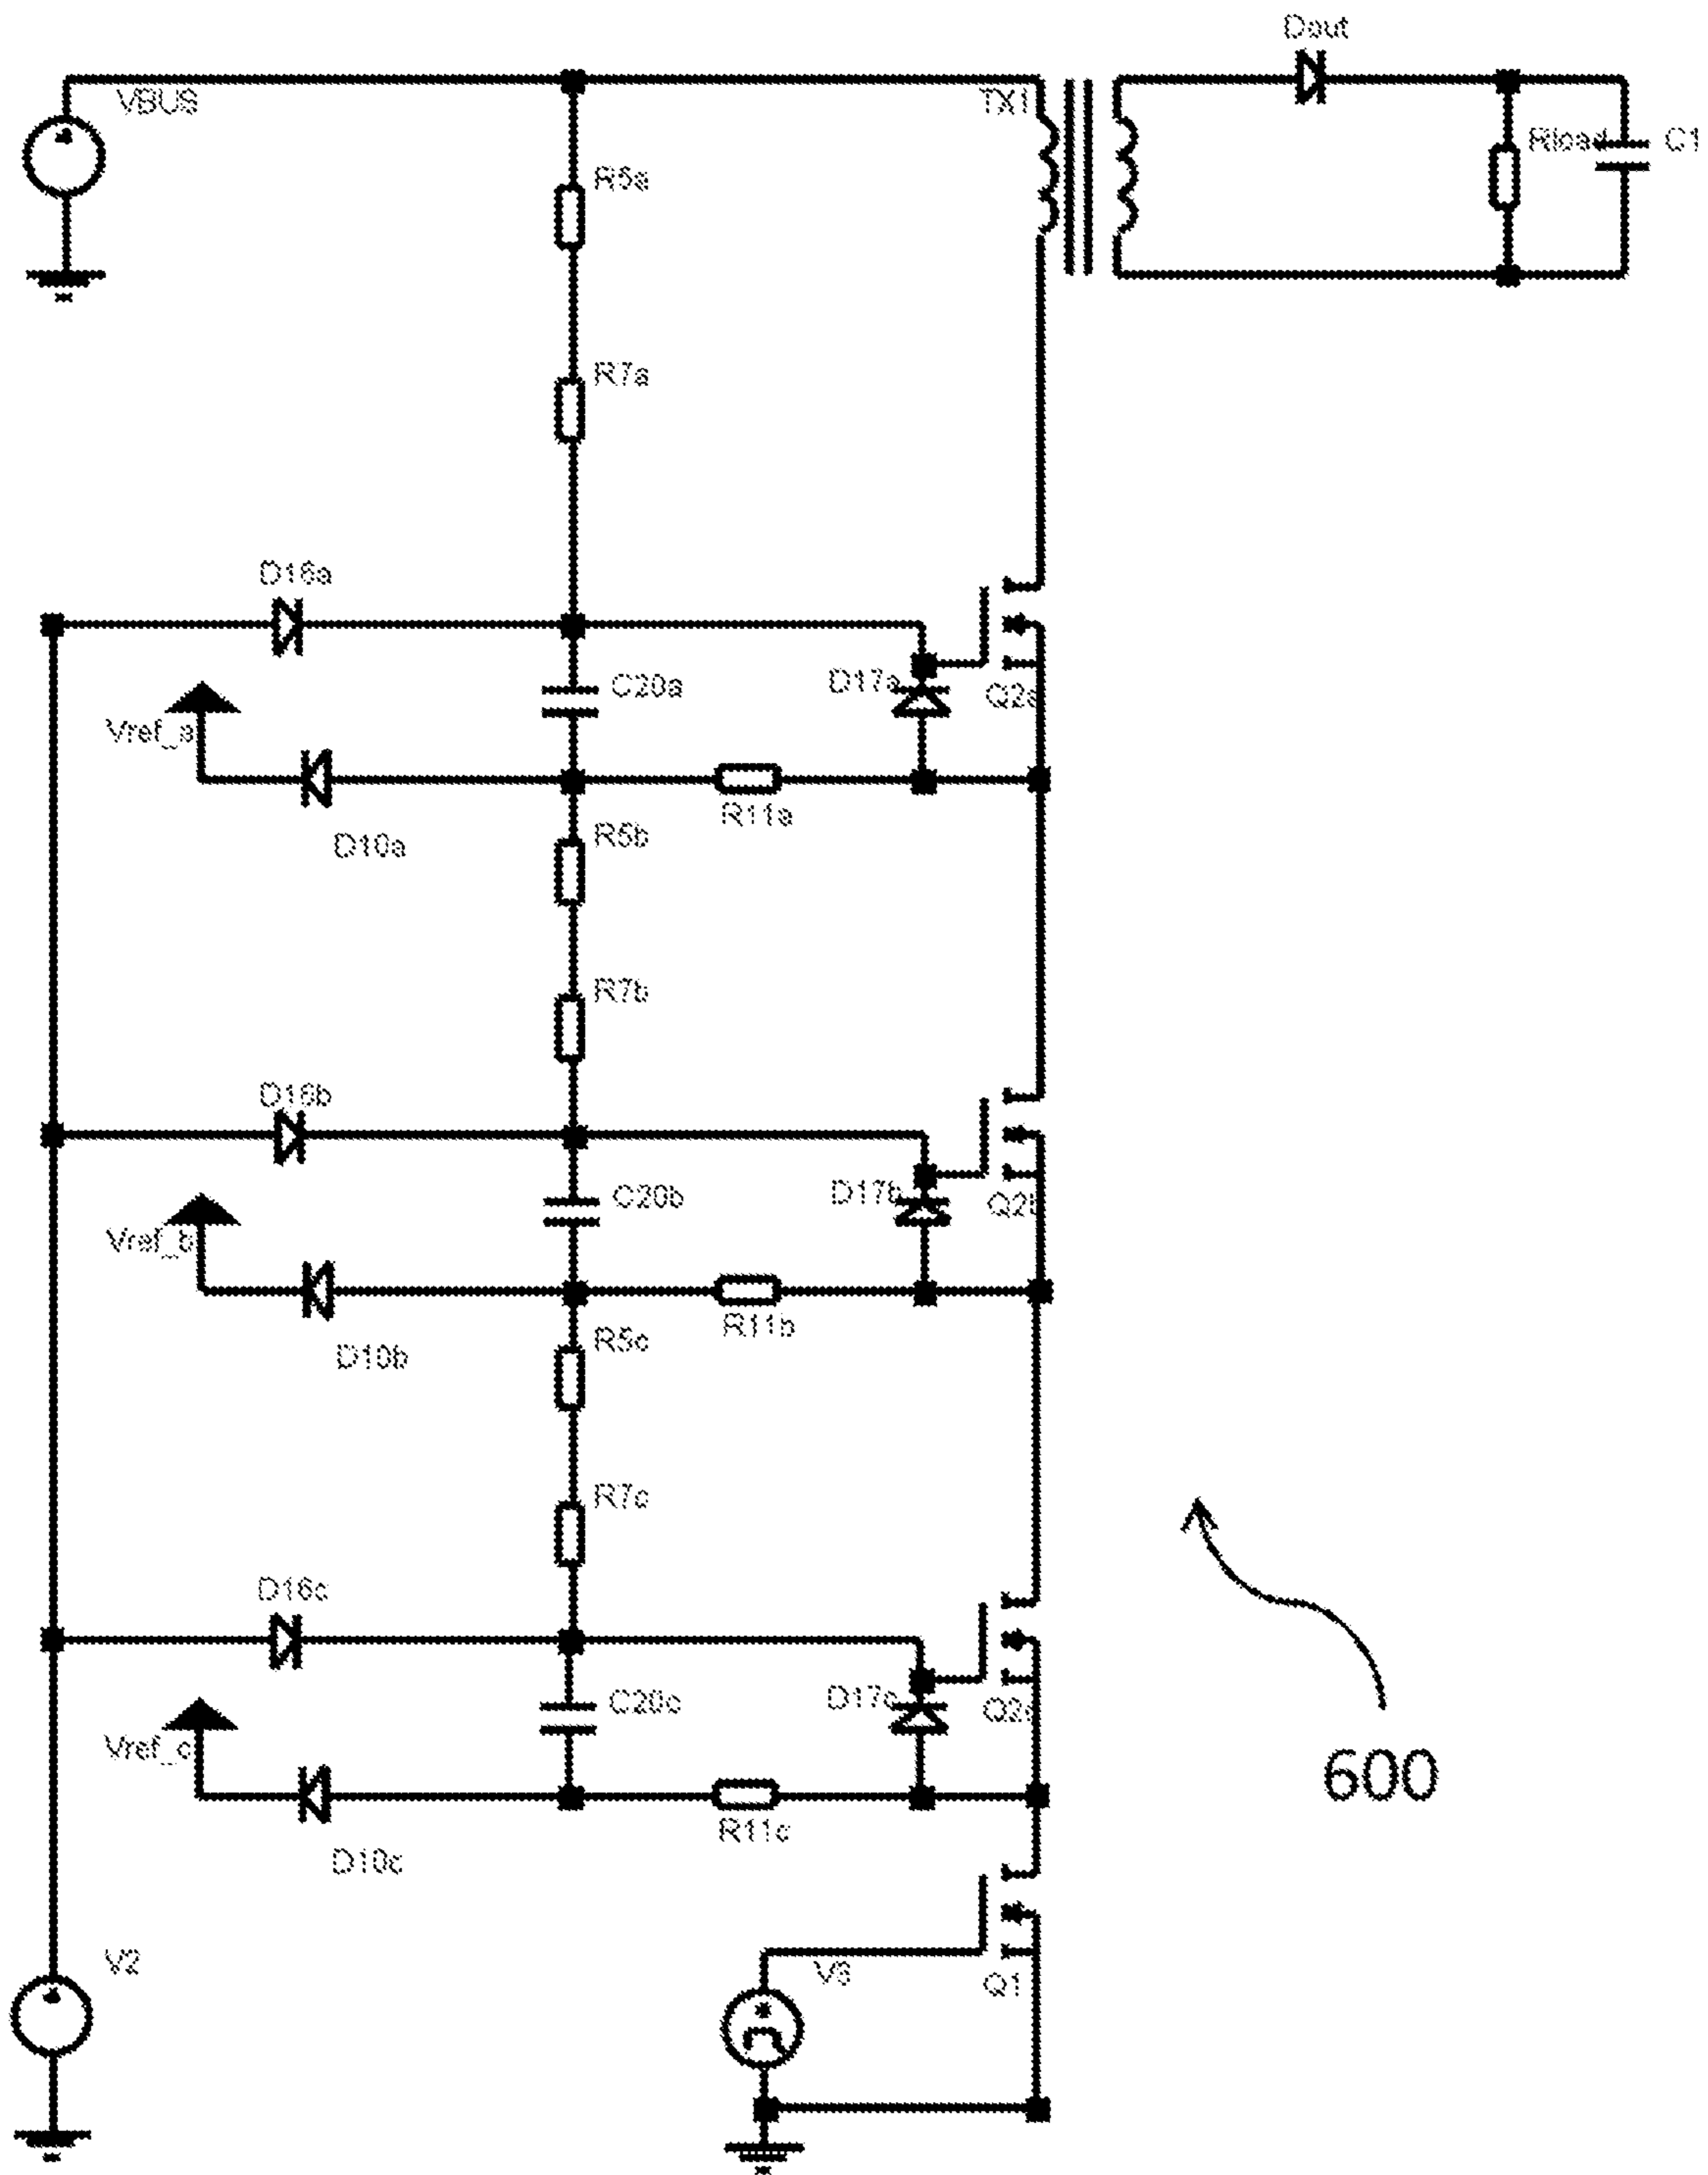 Dout
VBUS
TX1
Rload
C1
R5a
R7a
D16a
C20a
D17a
Q2a
Vref_a
R11a
D10a
R5b
R7b
D16b
C20b
D17b
Q2b
Vref_b
R11b
D10b
R5c
R7c
D16c
C20c
D17c
Q2c
Vref_c
R11c
D10c
600
V2
V6
Q1